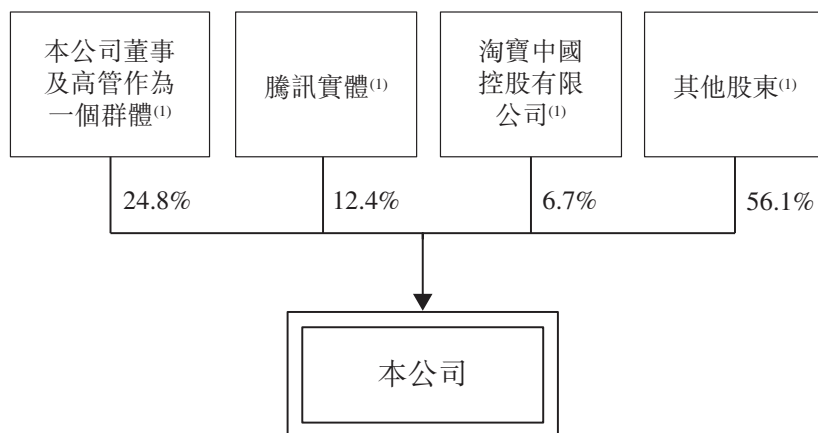 本公司董事
及高管作為
一個群體(1)
騰訊實體(1)
淘寶中國
控股有限
公司(1)
其他股東(1)
24.8%
12.4%
6.7%
56.1%
本公司